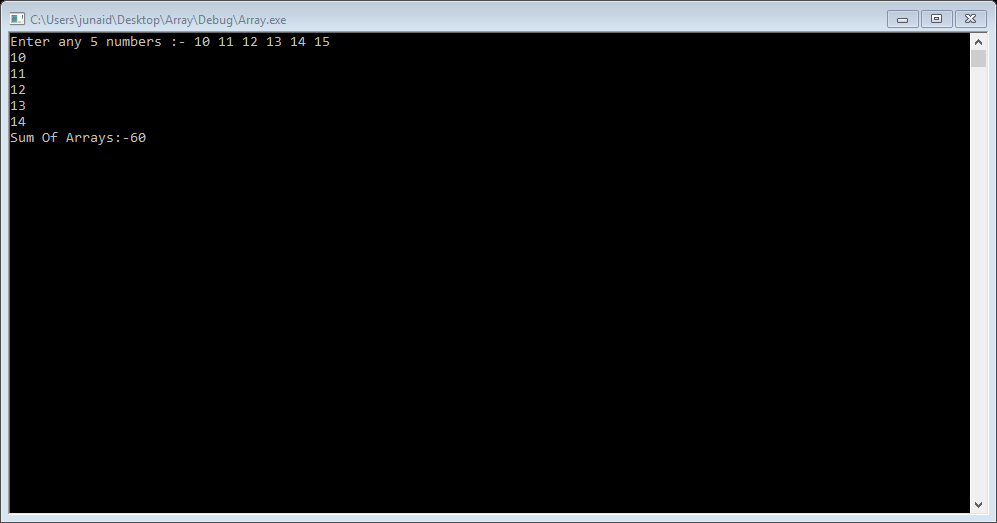 C:\Users\junaid\Desktop\Array\Debug\Array.exe
Enter any 5 numbers :- 10 11 12 13 14 15
10
11
12
13
14
Sum Of Arrays:-60